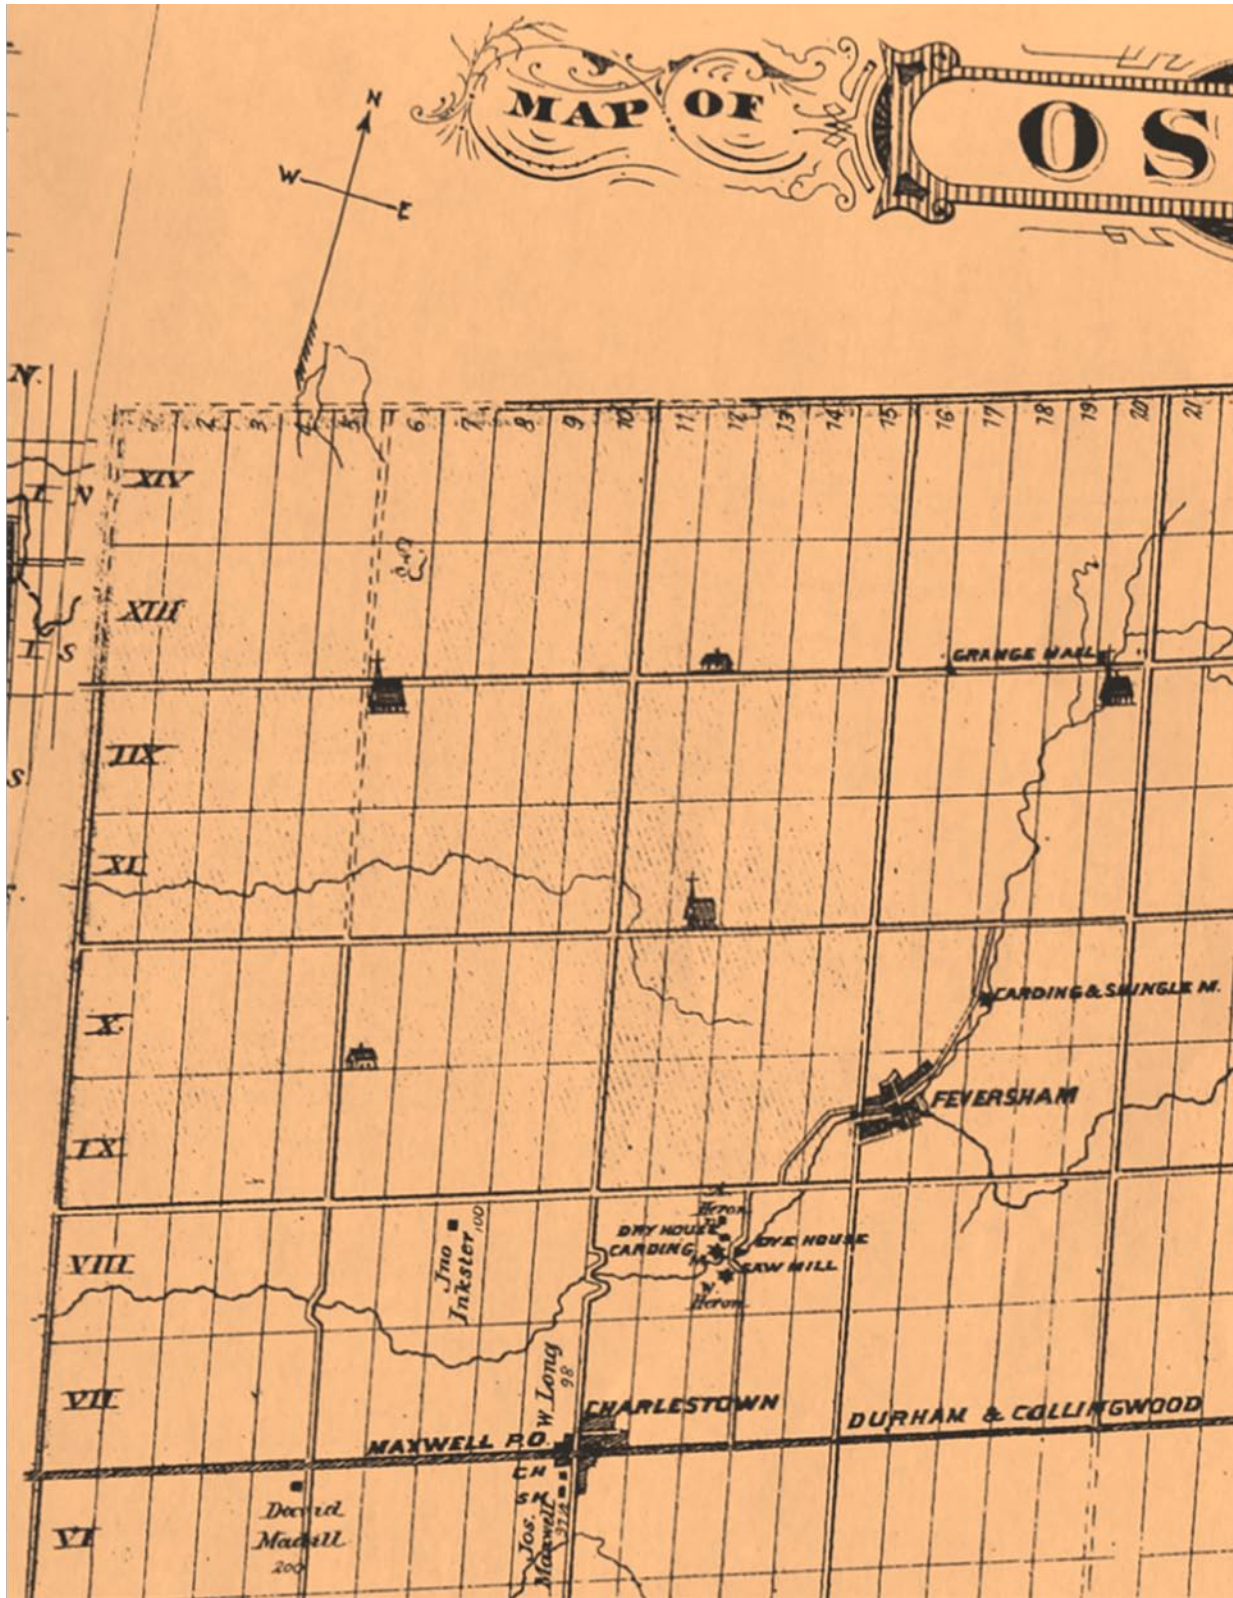 MAP OF OS
N
W
E
N.
1 2 3 4 5 6 7 8 9 10 11 12 13 14 15 16 17 18 19 20 21
XIV
I N
XIII
I S
GRANGE HALL
IIX
S
XI
X
CARDING & SHINGLE M.
FEVERSHAM
IX
Heron
DRY HOUSE
DYE HOUSE
CARDING
M.
SAW MILL
Heron
VIII
Jno
Inkster
100
W Long
98
VII
CHARLESTOWN
DURHAM & COLLINGWOOD
MAXWELL P.O.
CH
SH
Jos.
Maxwell
Madill
200
VI